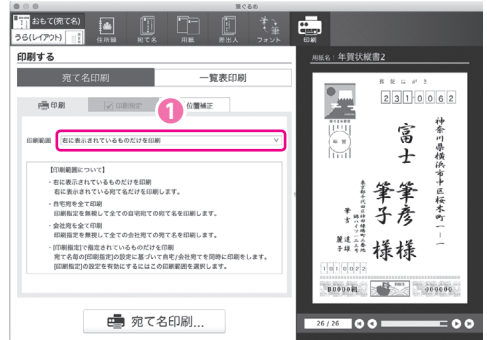 筆ぐるめ
おもて(宛て名)
うら(レイアウト)
住所録
宛て名
用紙
差出人
フォント
印刷
印刷する
用紙名：年賀状縦書2
宛て名印刷
一覧表印刷
印刷
印刷指定
位置補正
1
印刷範囲
右に表示されているものだけを印刷
【印刷範囲について】
・右に表示されているものだけを印刷
右に表示されている宛て名だけを印刷します。
・自宅宛を全て印刷
印刷指定を無視して全ての自宅宛ての宛て名を印刷します。
・会社宛を全て印刷
印刷指定を無視して全ての会社宛ての宛て名を印刷します。
・[印刷指定]で指定されているものだけを印刷
宛て名毎の[印刷指定]の設定に基づいて自宅/会社宛てを同時に印刷をします。
[印刷指定]の設定を有効にするにはこの印刷範囲を選択します。
宛て名印刷...
郵便はがき
2310062
神奈川県横浜市中区桜木町一-一
富士 筆彦様
筆子様
1010022
B0000組
000000
26 / 26